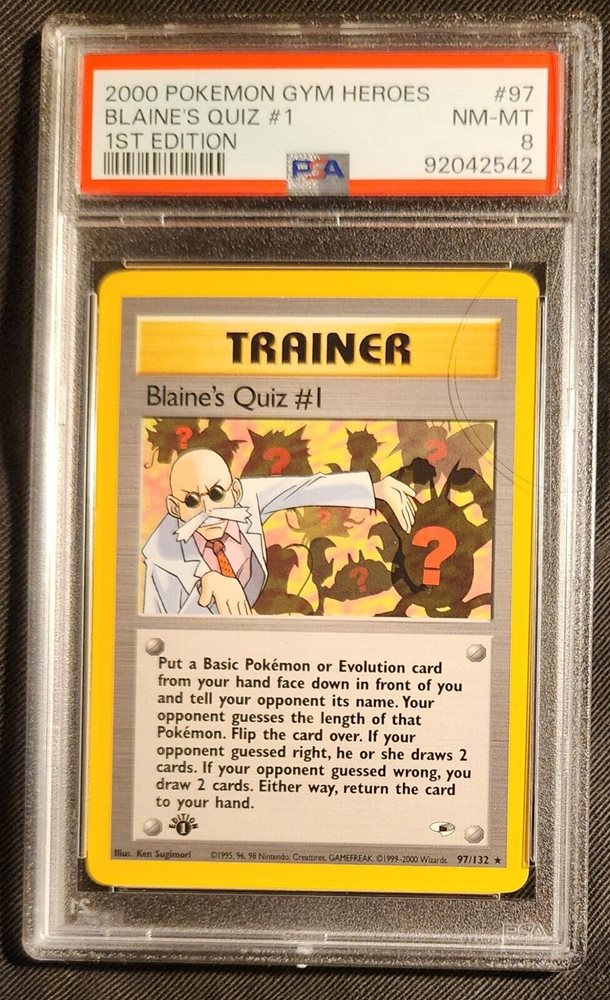 2000 POKEMON GYM HEROES #97
BLAINE'S QUIZ #1 NM-MT
1ST EDITION 8
PSA 92042542
TRAINER
Blaine's Quiz #1
?
? ?
?
? ?
Put a Basic Pokémon or Evolution card
from your hand face down in front of you
and tell your opponent its name. Your
opponent guesses the length of that
Pokémon. Flip the card over. If your
opponent guessed right, he or she draws 2
cards. If your opponent guessed wrong, you
draw 2 cards. Either way, return the card
to your hand.
EDITION 1
Illus. Ken Sugimori ©1995, 96, 98 Nintendo, Creatures, GAMEFREAK. ©1999-2000 Wizards. 97/132 ★
PSA